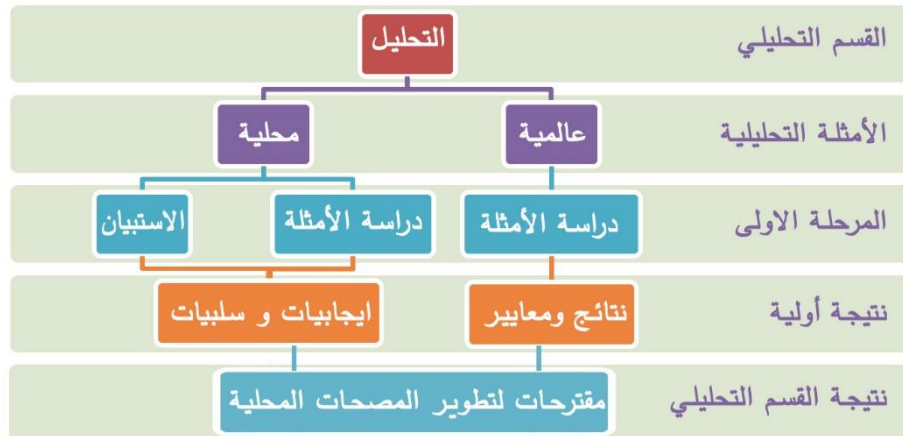 القسم التحليلي
التحليل
الأمثلة التحليلية
عالمية
محلية
المرحلة الاولى
دراسة الأمثلة
دراسة الأمثلة
الاستبيان
نتيجة أولية
نتائج ومعايير
ايجابيات و سلبيات
نتيجة القسم التحليلي
مقترحات لتطوير المصحات المحلية